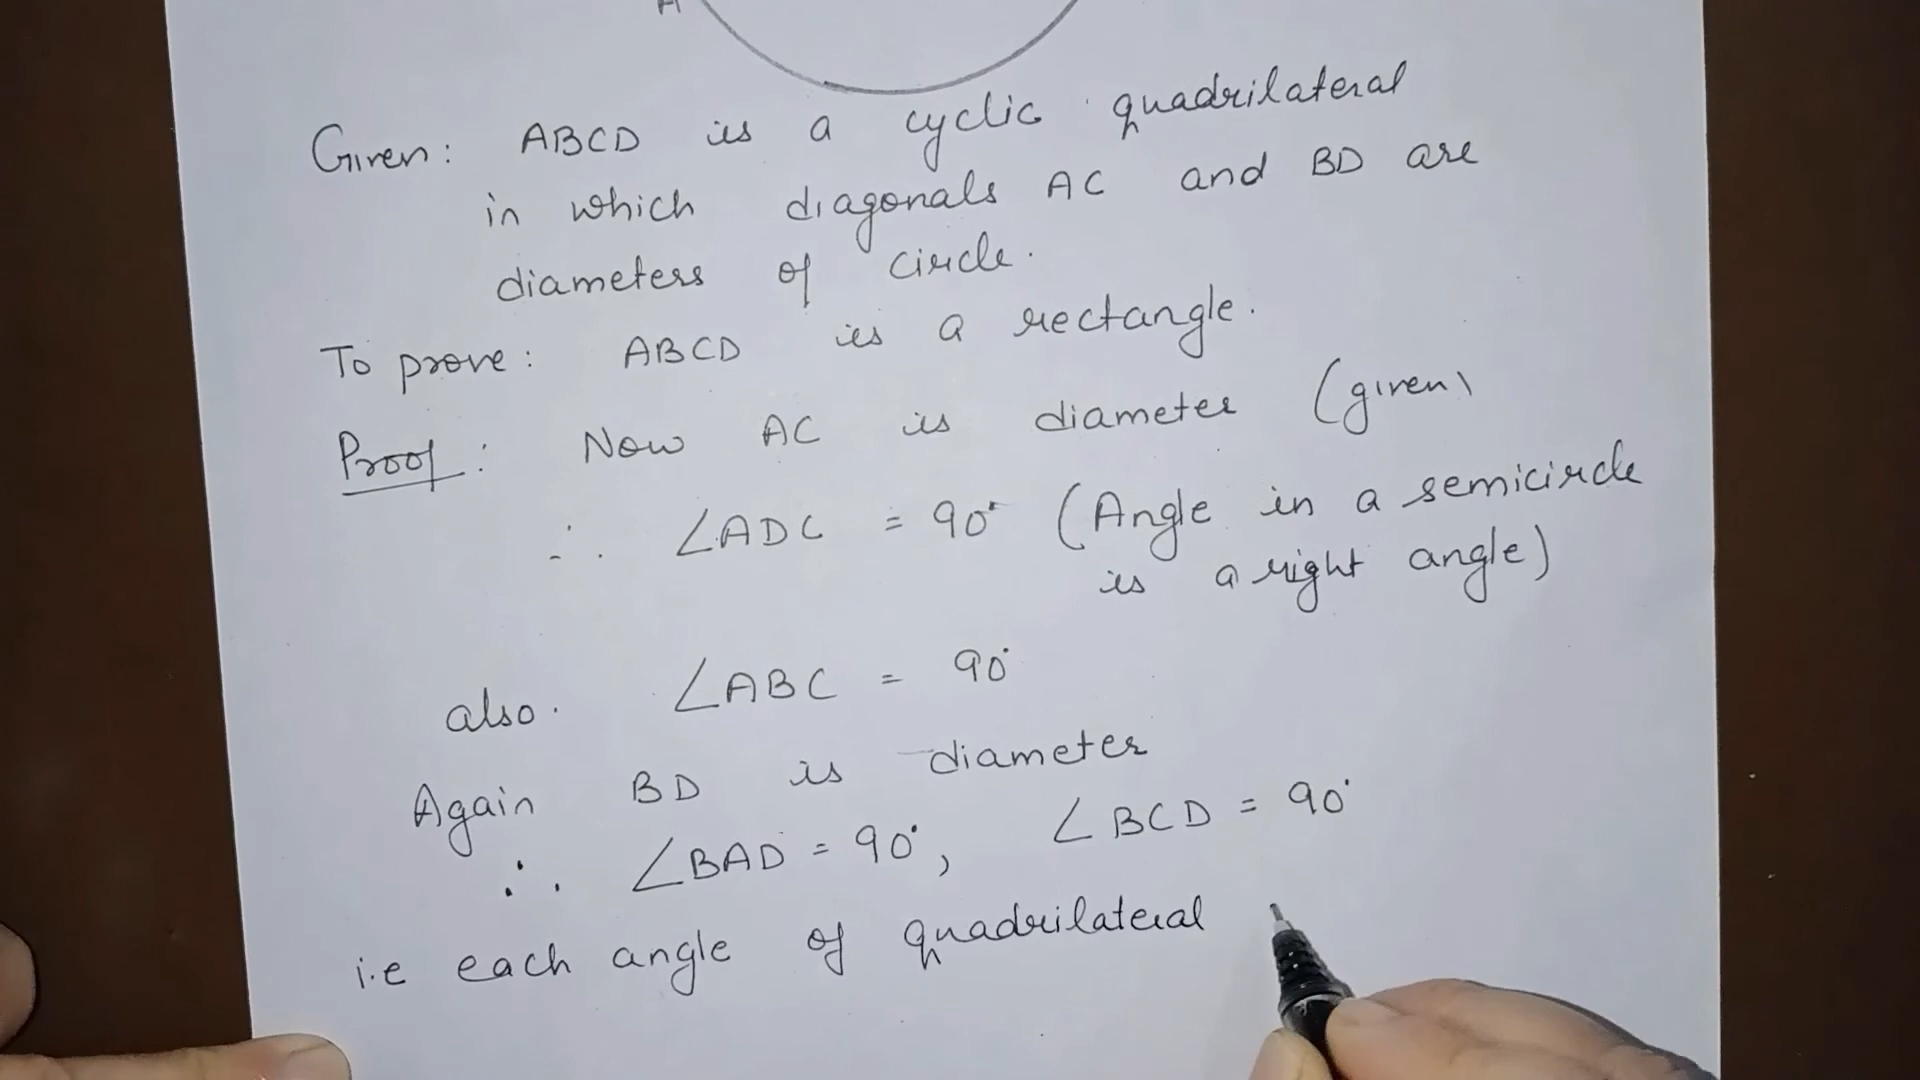 A
Given: ABCD is a cyclic quadrilateral
in which diagonals AC and BD are
diameters of circle.
To prove: ABCD is a rectangle.
Proof: Now AC is diameter (given)
∴ ∠ADC = 90° (Angle in a semicircle
is a right angle)
also. ∠ABC = 90°
Again BD is diameter
∴ ∠BAD = 90°, ∠BCD = 90°
i.e each angle of quadrilateral